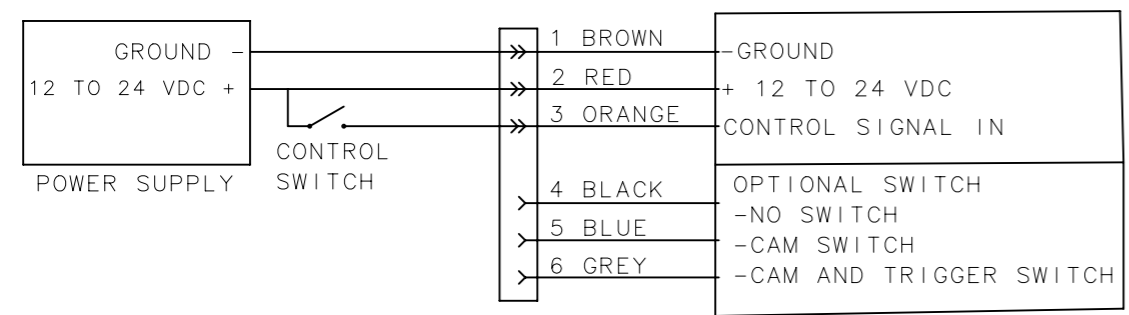 GROUND -
12 TO 24 VDC +
POWER SUPPLY
CONTROL
SWITCH
1 BROWN
2 RED
3 ORANGE
4 BLACK
5 BLUE
6 GREY
-GROUND
+ 12 TO 24 VDC
CONTROL SIGNAL IN
OPTIONAL SWITCH
-NO SWITCH
-CAM SWITCH
-CAM AND TRIGGER SWITCH